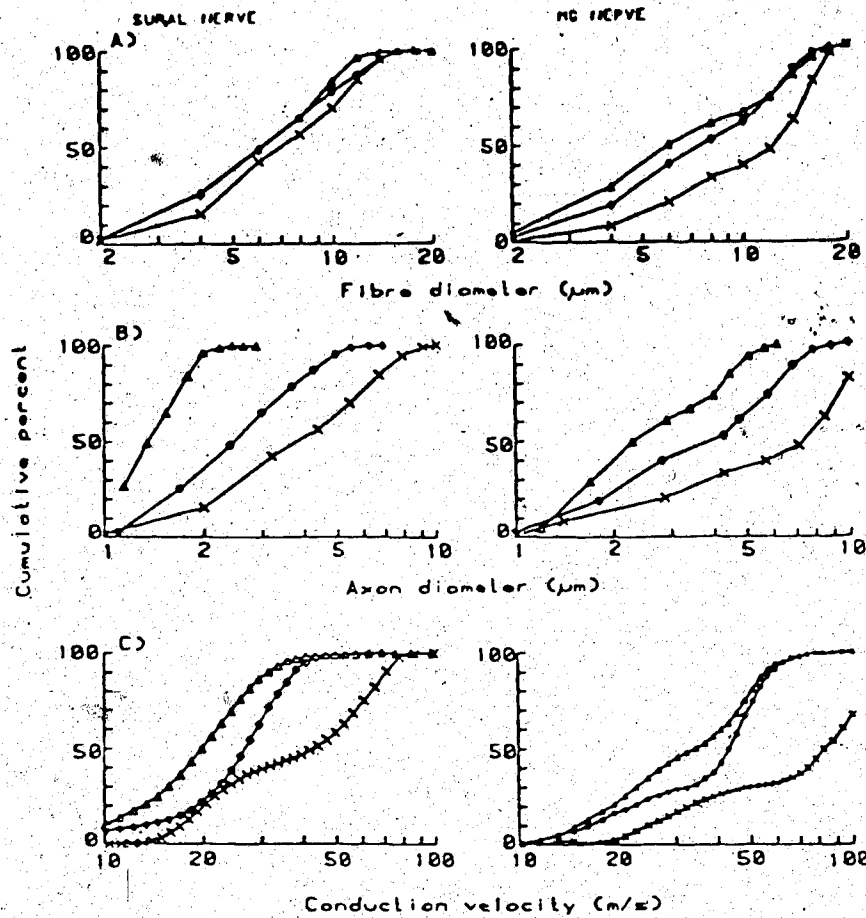 SURAL NERVE
MG NERVE
A)
100
50
0
2 5 10 20
100
50
0
2 5 10 20
Fibre diameter (μm)
B)
100
50
0
1 2 5 10
100
50
0
1 2 5 10
Axon diameter (μm)
Cumulative percent
C)
100
50
0
10 20 50 100
100
50
0
10 20 50 100
Conduction velocity (m/s)